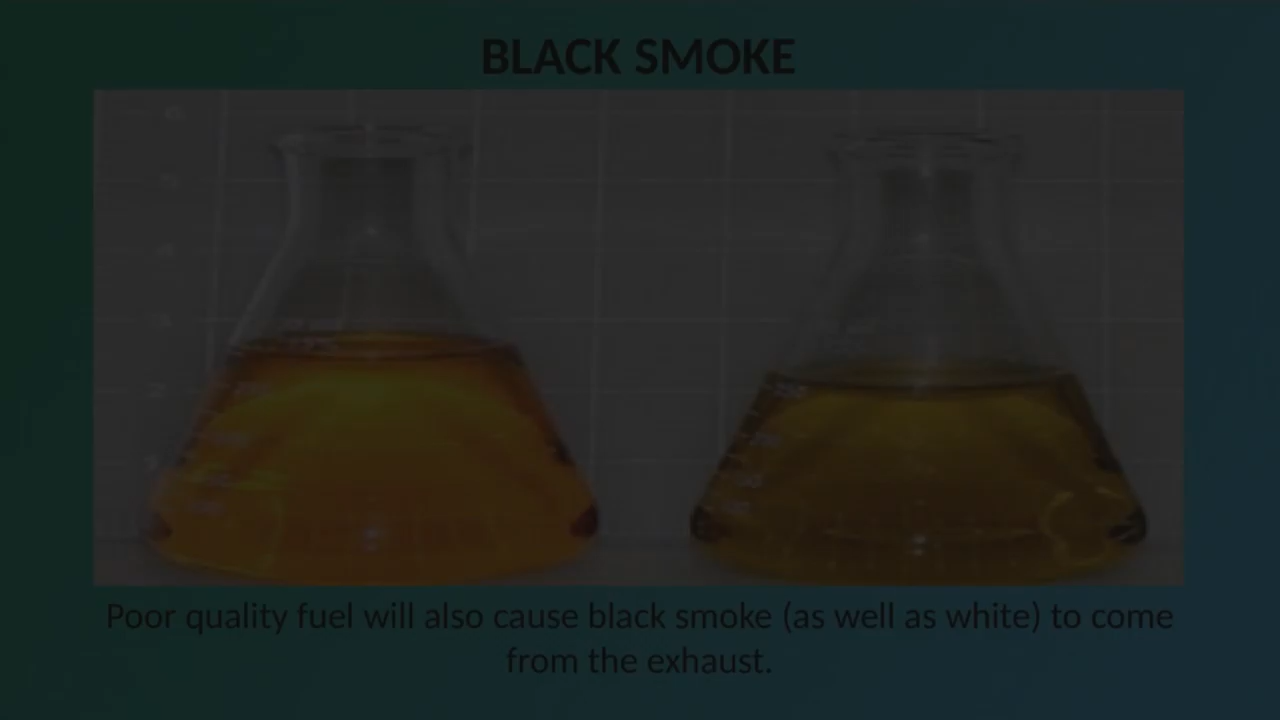 BLACK SMOKE
Poor quality fuel will also cause black smoke (as well as white) to come
from the exhaust.